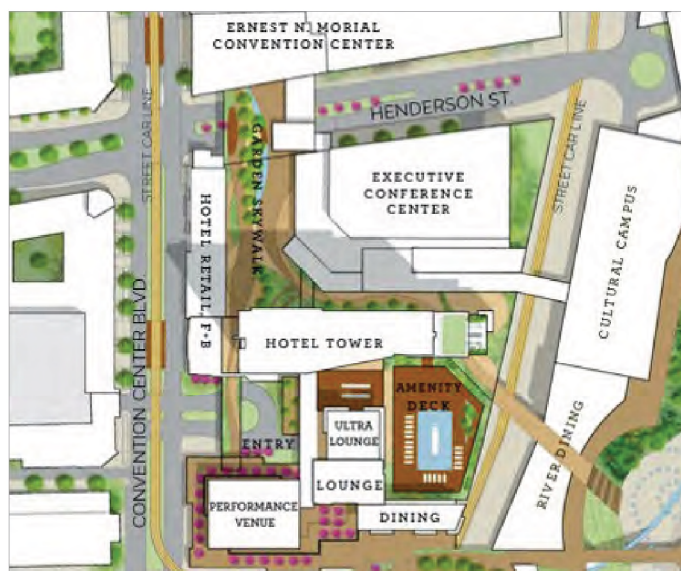 ERNEST N. MORIAL
CONVENTION CENTER
STREET CAR LINE
HENDERSON ST.
GARDEN SKYWALK
EXECUTIVE
CONFERENCE
CENTER
STREET CAR LINE
CULTURAL CAMPUS
HOTEL RETAIL, F+B
CONVENTION CENTER BLVD
HOTEL TOWER
AMENITY
DECK
ULTRA
LOUNGE
ENTRY
LOUNGE
RIVER DINING
PERFORMANCE
VENUE
DINING